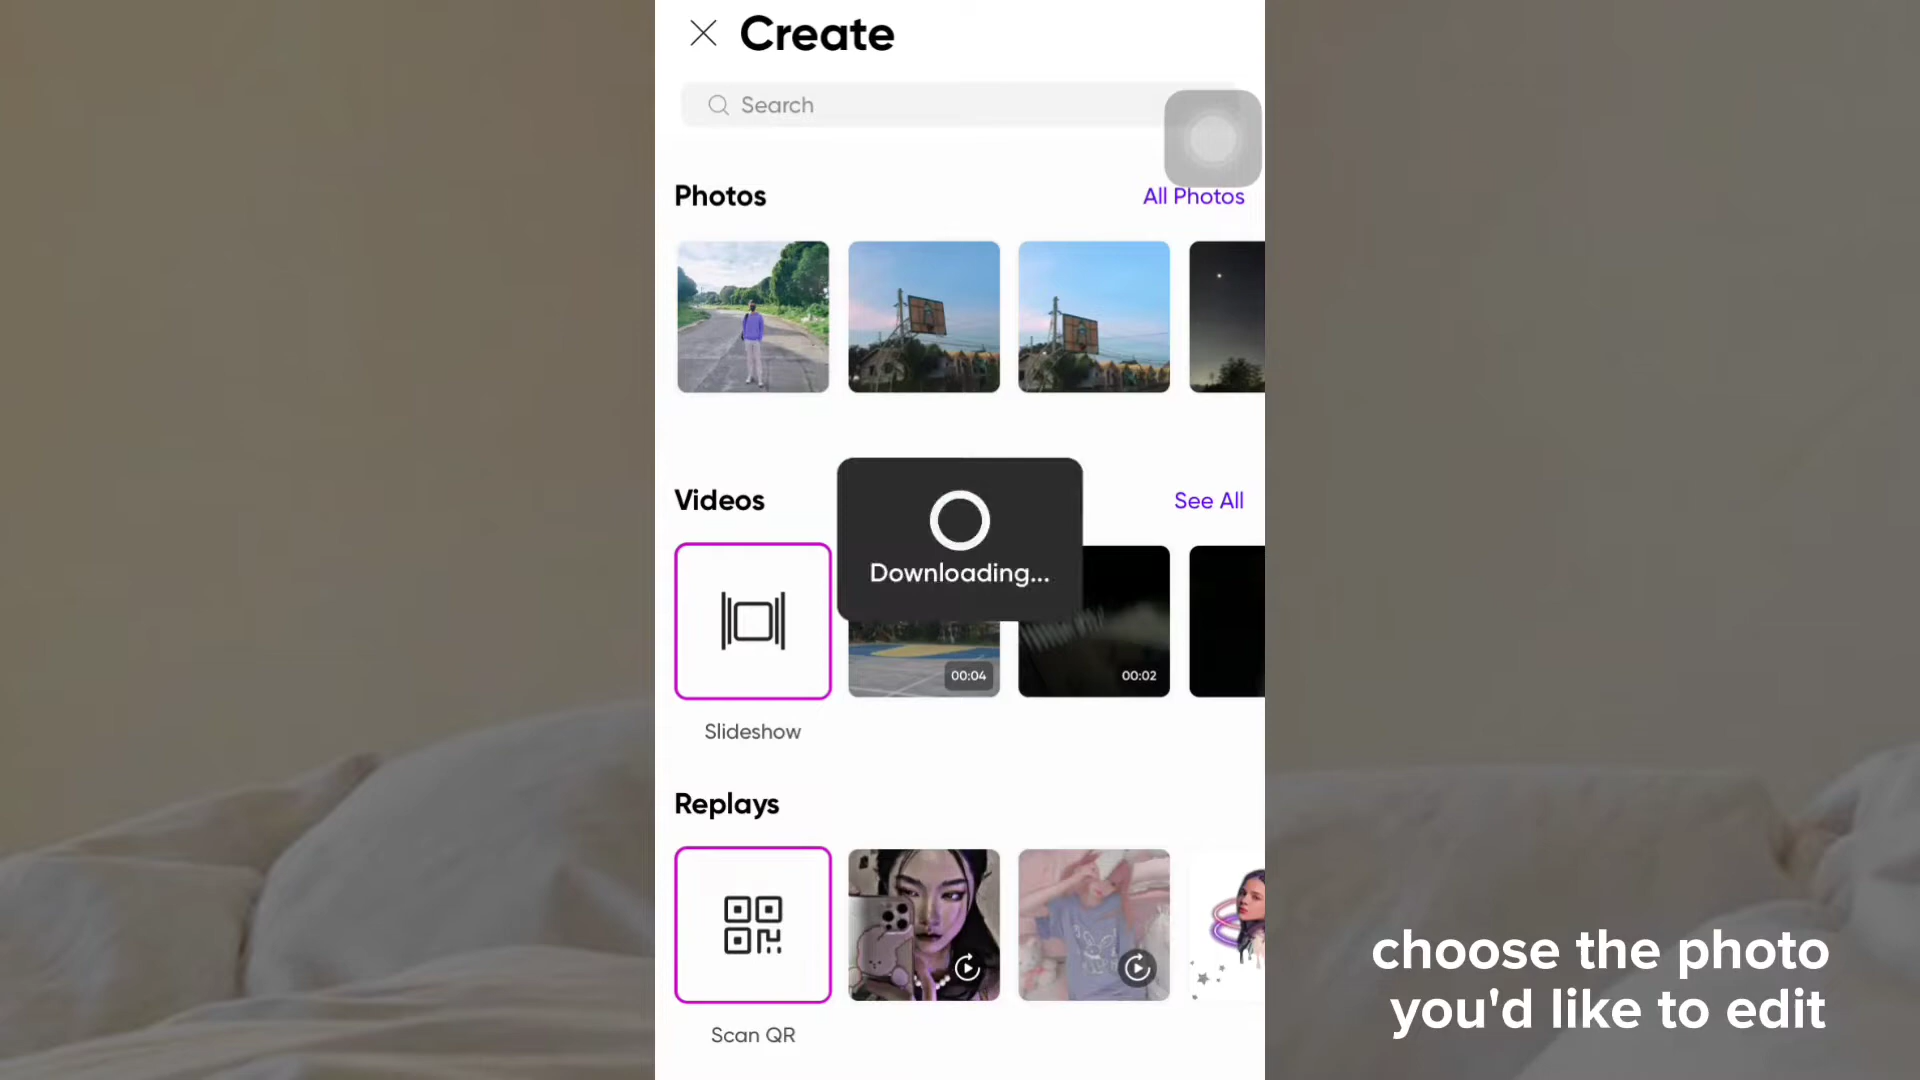 Create
Search
Photos
All Photos
Videos
See All
Downloading...
00:04
00:02
Slideshow
Replays
Scan QR
choose the photo
you'd like to edit